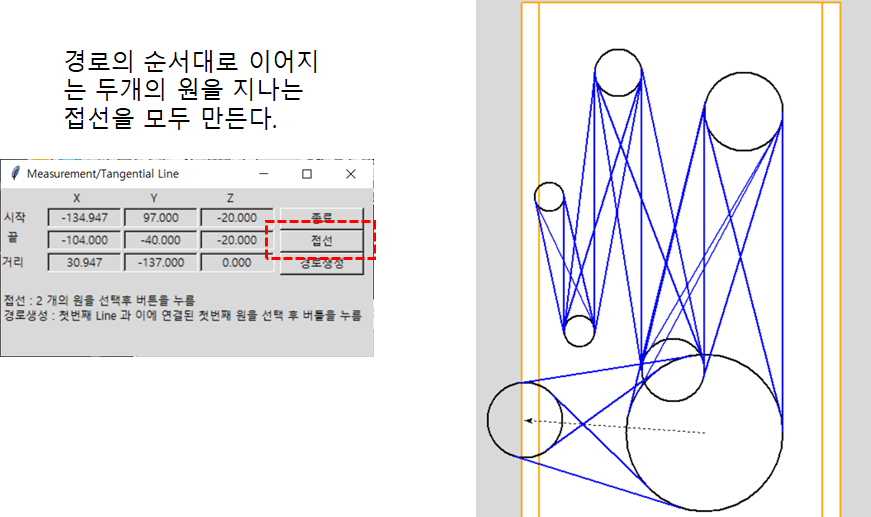 경로의 순서대로 이어지
는 두개의 원을 지나는
접선을 모두 만든다.
Measurement/Tangential Line
X Y Z
시작 -134.947 97.000 -20.000 종료
끝 -104.000 -40.000 -20.000 접선
거리 30.947 -137.000 0.000 경로생성
접선 : 2 개의 원을 선택후 버튼을 누름
경로생성 : 첫번째 Line 과 이에 연결된 첫번째 원을 선택 후 버틀을 누름